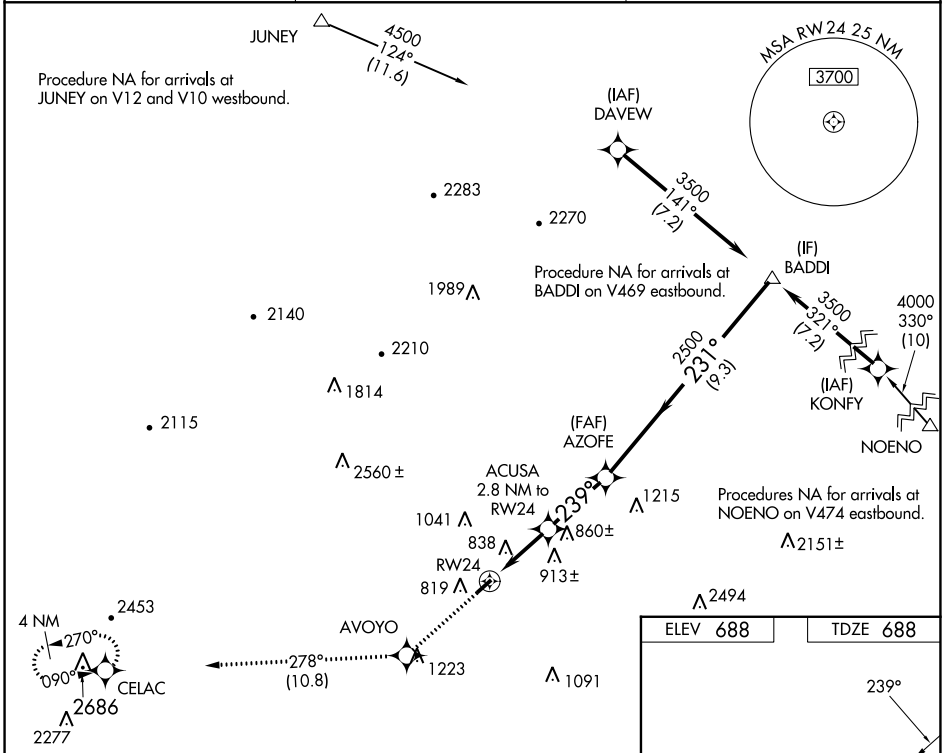 JUNEY
4500
124°
(11.6)
Procedure NA for arrivals at
JUNEY on V12 and V10 westbound.
MSA RW24 25 NM
3700
(IAF)
DAVEW
3500
141°
(7.2)
2283
2270
(IF)
BADDI
Procedure NA for arrivals at
BADDI on V469 eastbound.
1989
3500
321°
(7.2)
4000
330°
(10)
2140
2210
2500
231°
(9.3)
1814
(IAF)
KONFY
2115
(FAF)
AZOFE
NOENO
2560±
ACUSA
2.8 NM to
RW24
239°
1215
Procedures NA for arrivals at
NOENO on V474 eastbound.
1041
860±
838
2151±
RW24
913±
819
2494
4 NM
2453
270°
AVOYO
ELEV 688
TDZE 688
090°
CELAC
278°
(10.8)
1223
1091
239°
2686
2277